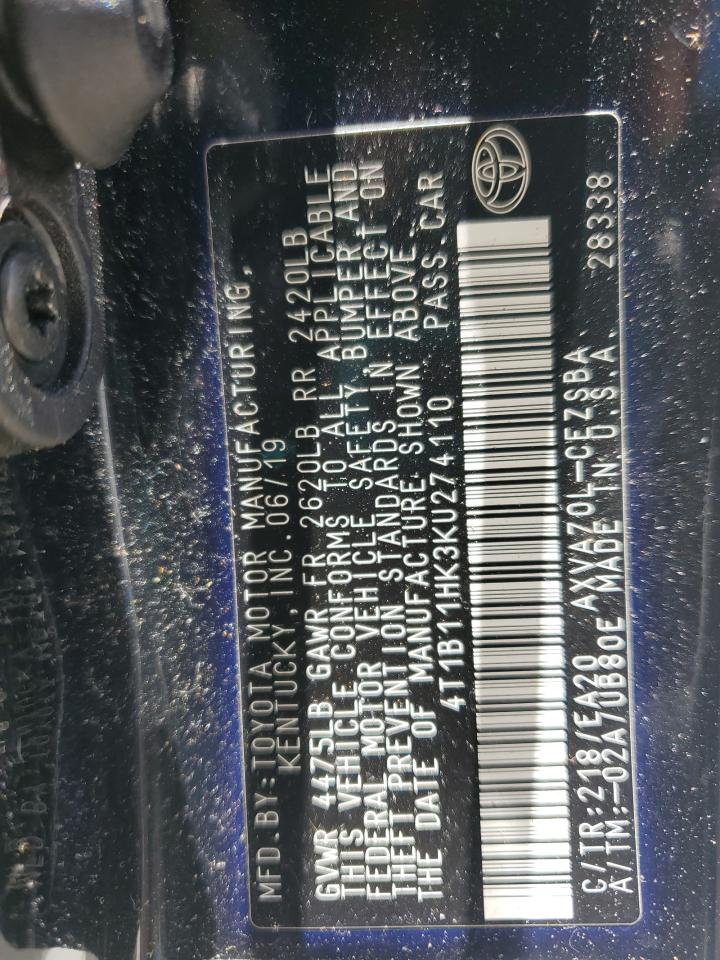 MFD.BY:TOYOTA MOTOR MANUFACTURING,
KENTUCKY,INC.06/19
GVWR 4475LB GAWR FR 2620LB RR 2420LB
THIS VEHICLE CONFORMS TO ALL APPLICABLE
FEDERAL MOTOR VEHICLE SAFETY BUMPER AND
THEFT PREVENTION STANDARDS IN EFFECT ON
THE DATE OF MANUFACTURE SHOWN ABOVE.
4T1B11HK3KU274110 PASS.CAR
C/TR:218/EA20 AXVA70L-CEZSBA 28338
A/TM:-02A/UB80E MADE IN U.S.A.